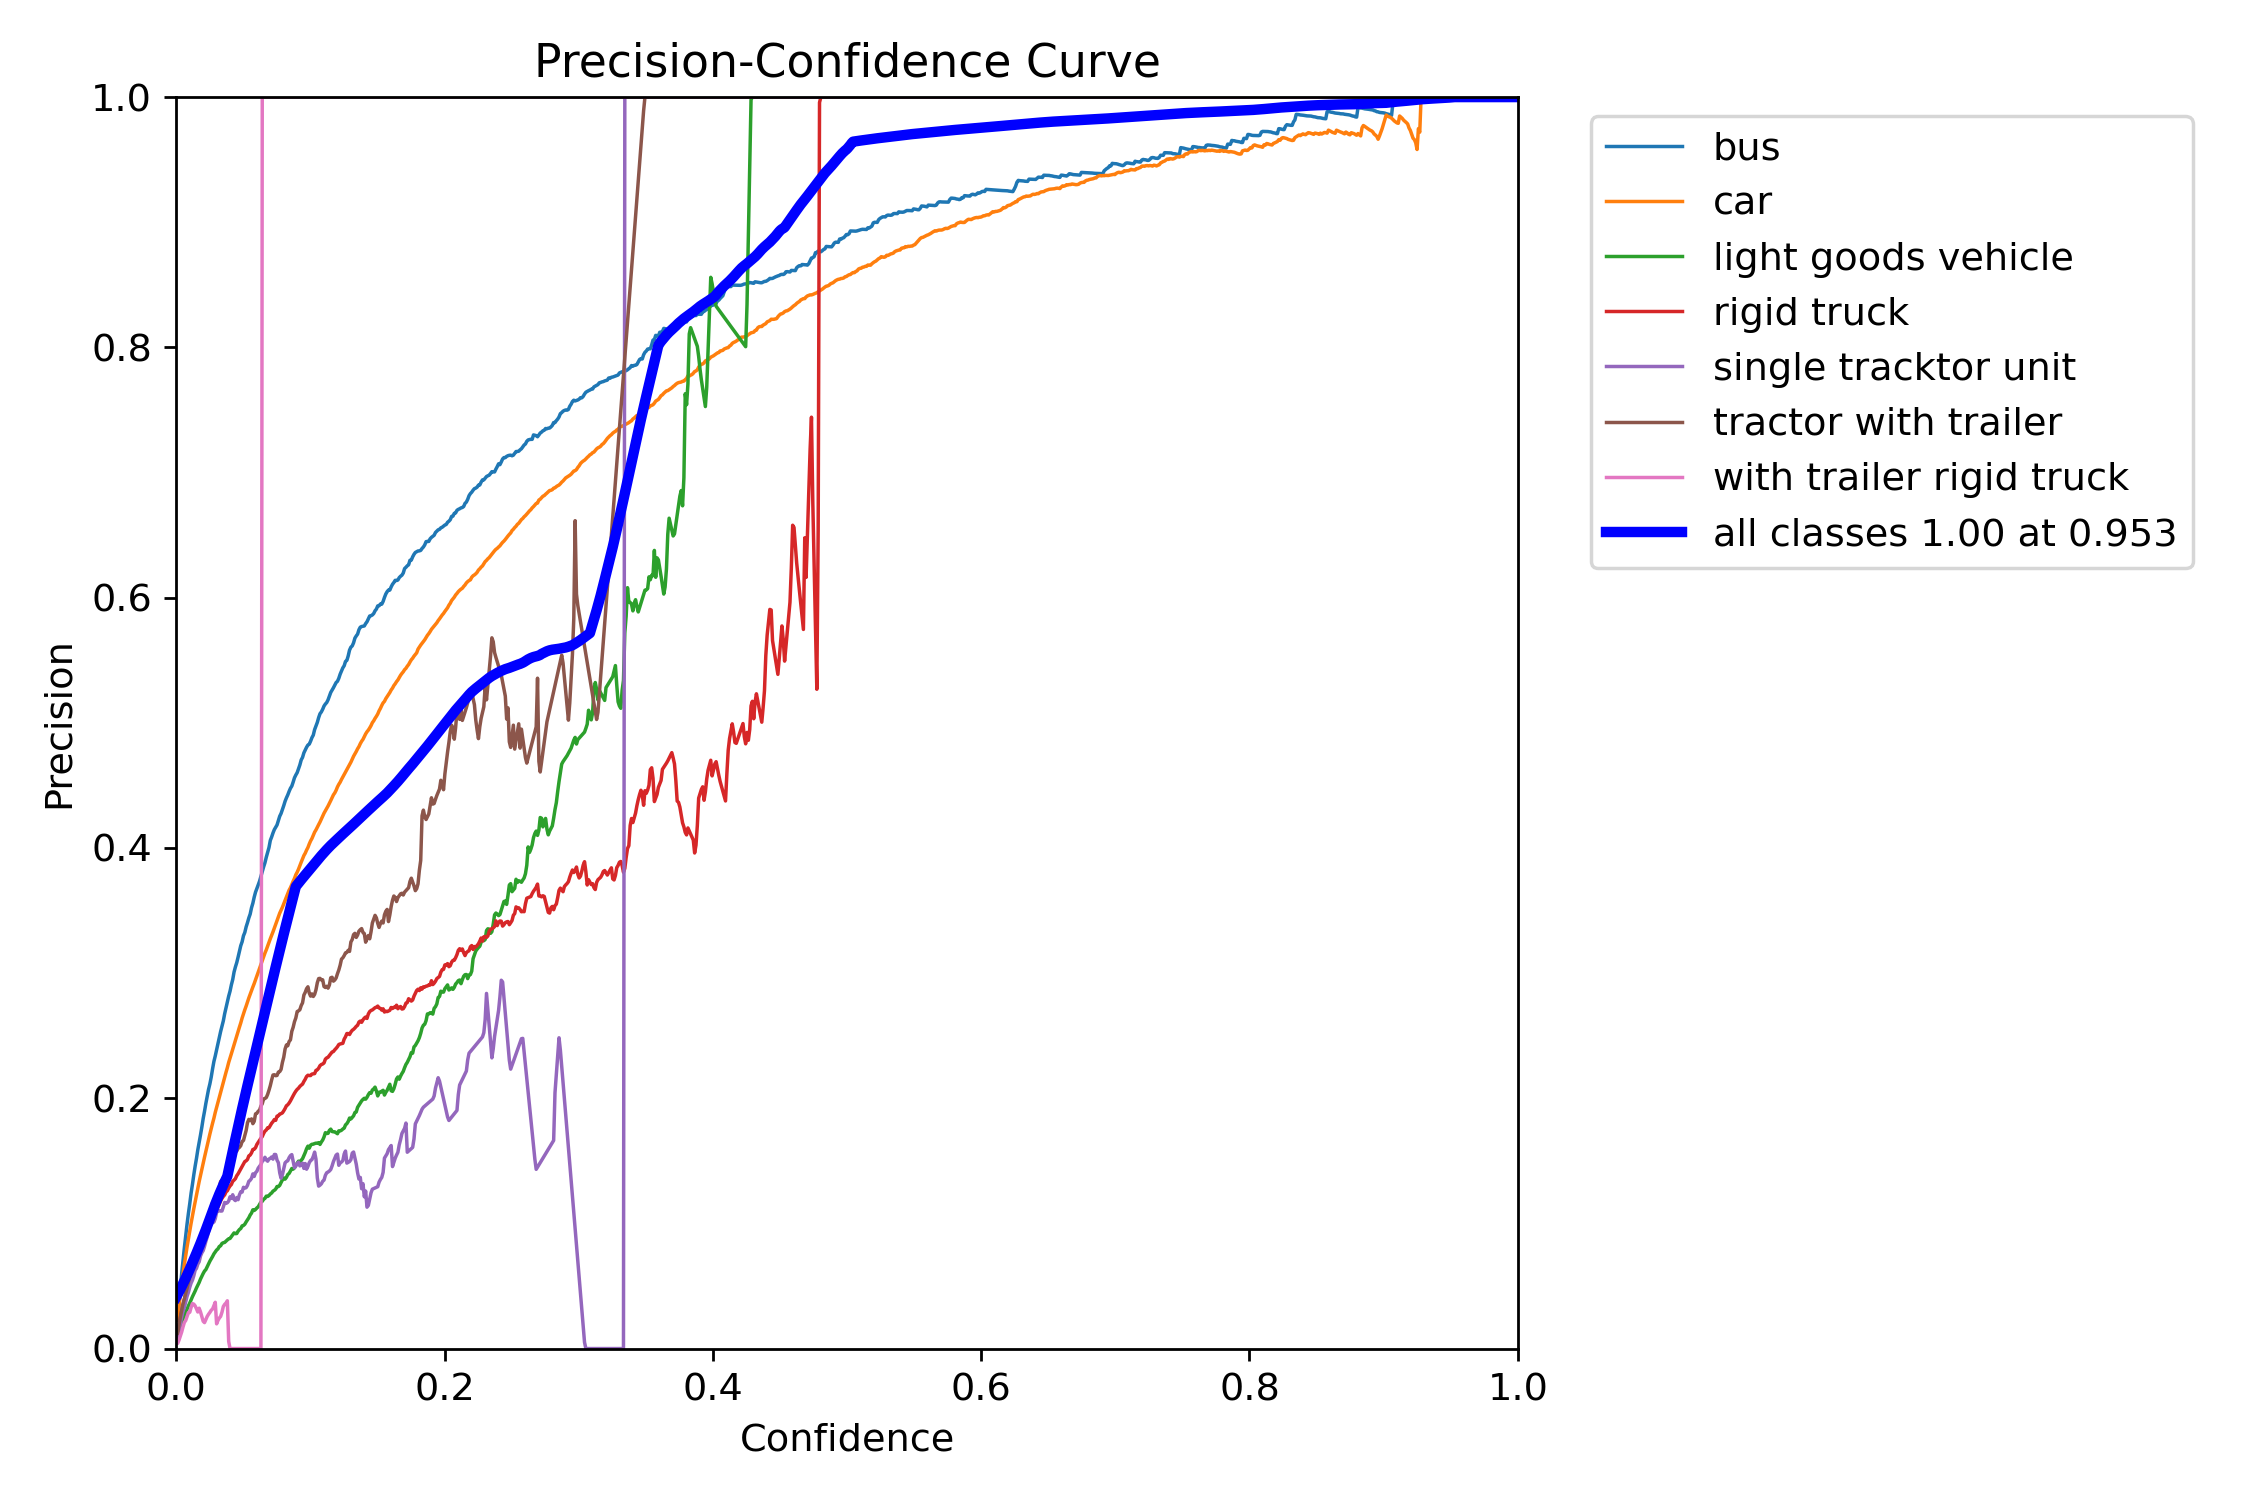 Precision-Confidence Curve
1.0
0.8
0.6
0.4
0.2
0.0
Precision
0.0 0.2 0.4 0.6 0.8 1.0
Confidence
bus
car
light goods vehicle
rigid truck
single tracktor unit
tractor with trailer
with trailer rigid truck
all classes 1.00 at 0.953